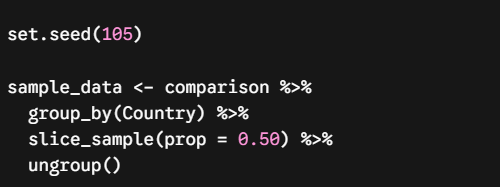 set.seed(105)
sample_data <- comparison %>%
group_by(Country) %>%
slice_sample(prop = 0.50) %>%
ungroup()